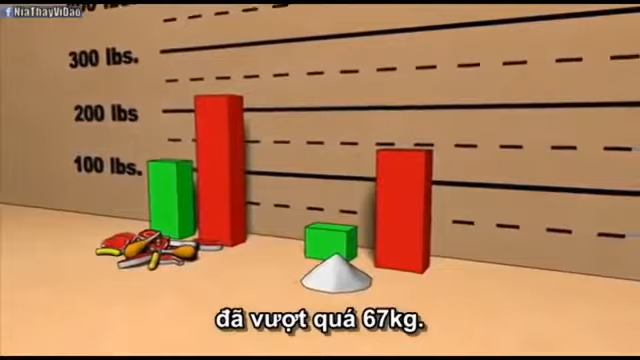 f NiaThayViDao
300 lbs.
200 lbs
100 lbs.
đã vượt quá 67kg.